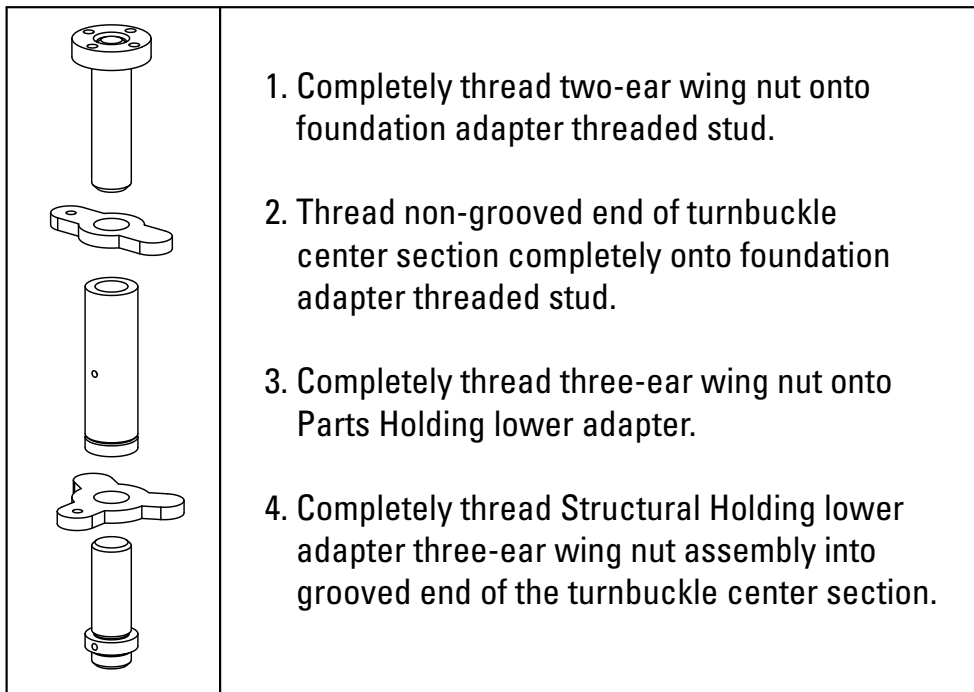 1. Completely thread two-ear wing nut onto
foundation adapter threaded stud.
2. Thread non-grooved end of turnbuckle
center section completely onto foundation
adapter threaded stud.
3. Completely thread three-ear wing nut onto
Parts Holding lower adapter.
4. Completely thread Structural Holding lower
adapter three-ear wing nut assembly into
grooved end of the turnbuckle center section.